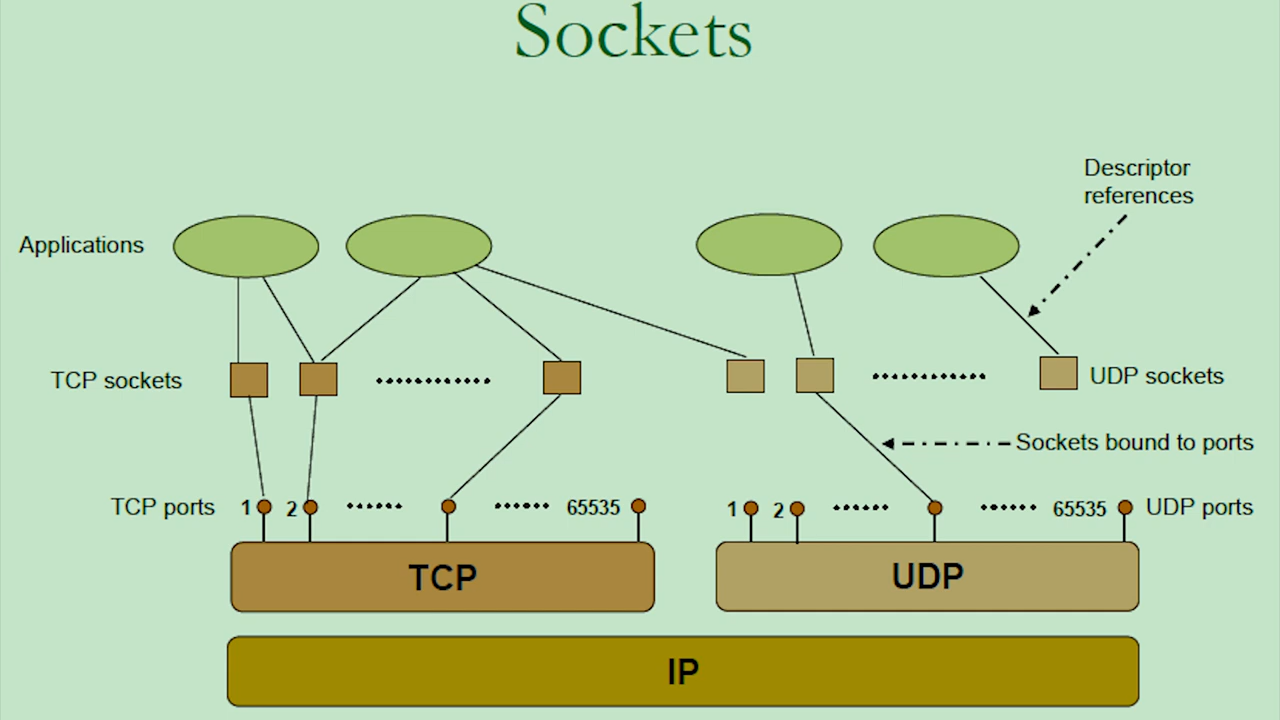 Sockets
Descriptor
references
Applications
TCP sockets
UDP sockets
Sockets bound to ports
TCP ports
1
2
65535
1
2
65535
UDP ports
TCP
UDP
IP